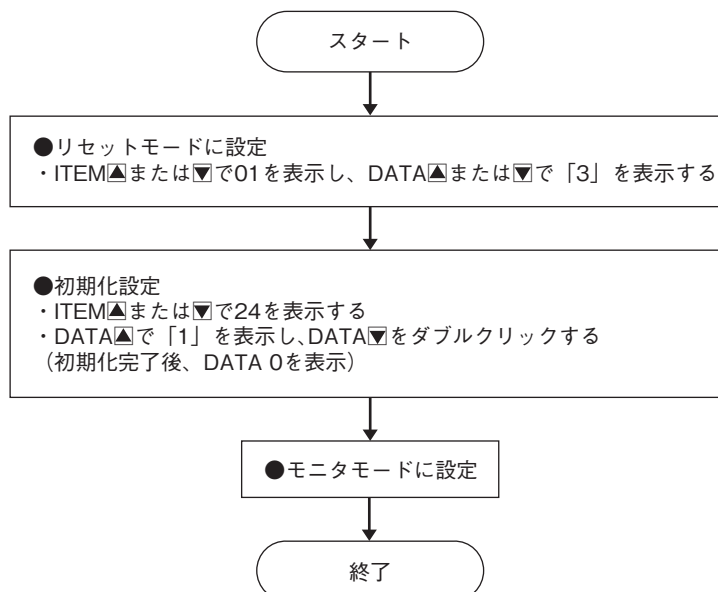 スタート
●リセットモードに設定
・ITEM▲または▼で01を表示し、DATA▲または▼で「3」を表示する
●初期化設定
・ITEM▲または▼で24を表示する
・DATA▲で「1」を表示し、DATA▼をダブルクリックする
（初期化完了後、DATA 0を表示）
●モニタモードに設定
終了